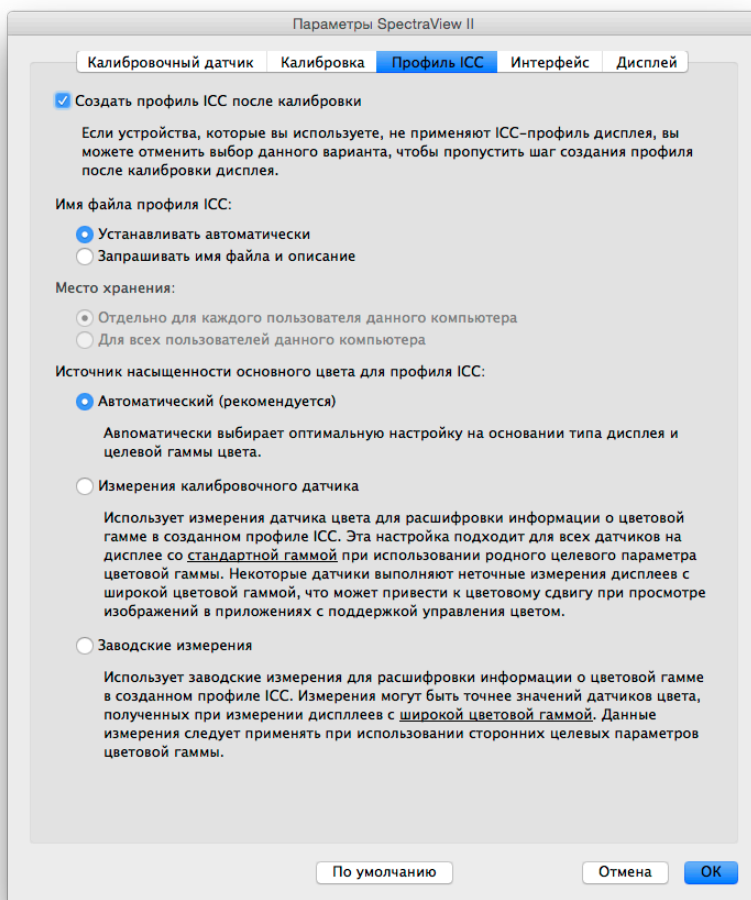 Параметры SpectraView II
Калибровочный датчик Калибровка Профиль ICC Интерфейс Дисплей
Создать профиль ICC после калибровки
Если устройства, которые вы используете, не применяют ICC-профиль дисплея, вы
можете отменить выбор данного варианта, чтобы пропустить шаг создания профиля
после калибровки дисплея.
Имя файла профиля ICC:
Устанавливать автоматически
Запрашивать имя файла и описание
Место хранения:
Отдельно для каждого пользователя данного компьютера
Для всех пользователей данного компьютера
Источник насыщенности основного цвета для профиля ICC:
Автоматический (рекомендуется)
Авпоматически выбирает оптимальную настройку на основании типа дисплея и
целевой гаммы цвета.
Измерения калибровочного датчика
Использует измерения датчика цвета для расшифровки информации о цветовой
гамме в созданном профиле ICC. Эта настройка подходит для всех датчиков на
дисплее со стандартной гаммой при использовании родного целевого параметра
цветовой гаммы. Некоторые датчики выполняют неточные измерения дисплеев с
широкой цветовой гаммой, что может привести к цветовому сдвигу при просмотре
изображений в приложениях с поддержкой управления цветом.
Заводские измерения
Использует заводские измерения для расшифровки информации о цветовой гамме
в созданном профиле ICC. Измерения могут быть точнее значений датчиков цвета,
полученных при измерении диспллеев с широкой цветовой гаммой. Данные
измерения следует применять при использовании сторонних целевых параметров
цветовой гаммы.
По умолчанию Отмена OK